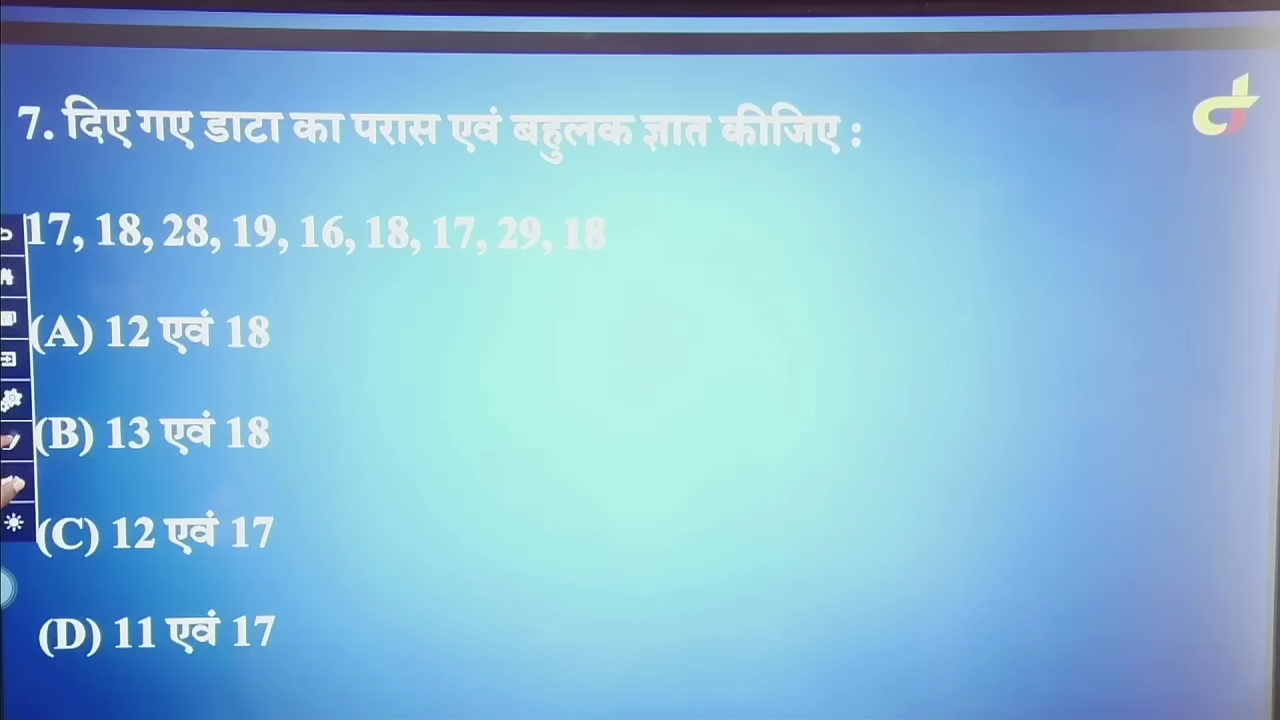 7. दिए गए डाटा का परास एवं बहुलक ज्ञात कीजिए :
17, 18, 28, 19, 16, 18, 17, 29, 18
(A) 12 एवं 18
(B) 13 एवं 18
(C) 12 एवं 17
(D) 11 एवं 17